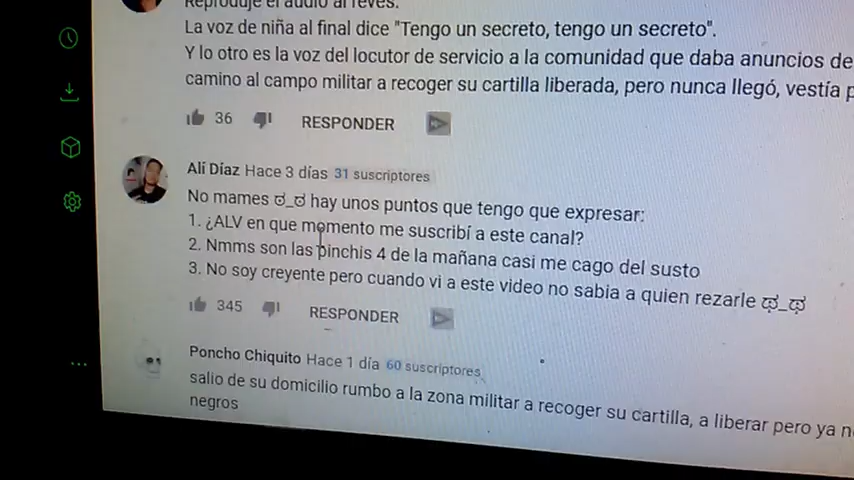 Reproduje el audio al revés.
La voz de niña al final dice "Tengo un secreto, tengo un secreto".
Y lo otro es la voz del locutor de servicio a la comunidad que daba anuncios de
camino al campo militar a recoger su cartilla liberada, pero nunca llegó, vestía p
36 RESPONDER
Ali Díaz Hace 3 días 31 suscriptores
No mames ಠ_ಠ hay unos puntos que tengo que expresar:
1. ¿ALV en que momento me suscribí a este canal?
2. Nmms son las pinchis 4 de la mañana casi me cago del susto
3. No soy creyente pero cuando vi a este video no sabia a quien rezarle ಥ_ಥ
345 RESPONDER
Poncho Chiquito Hace 1 día 60 suscriptores
salio de su domicilio rumbo a la zona militar a recoger su cartilla, a liberar pero ya n
negros